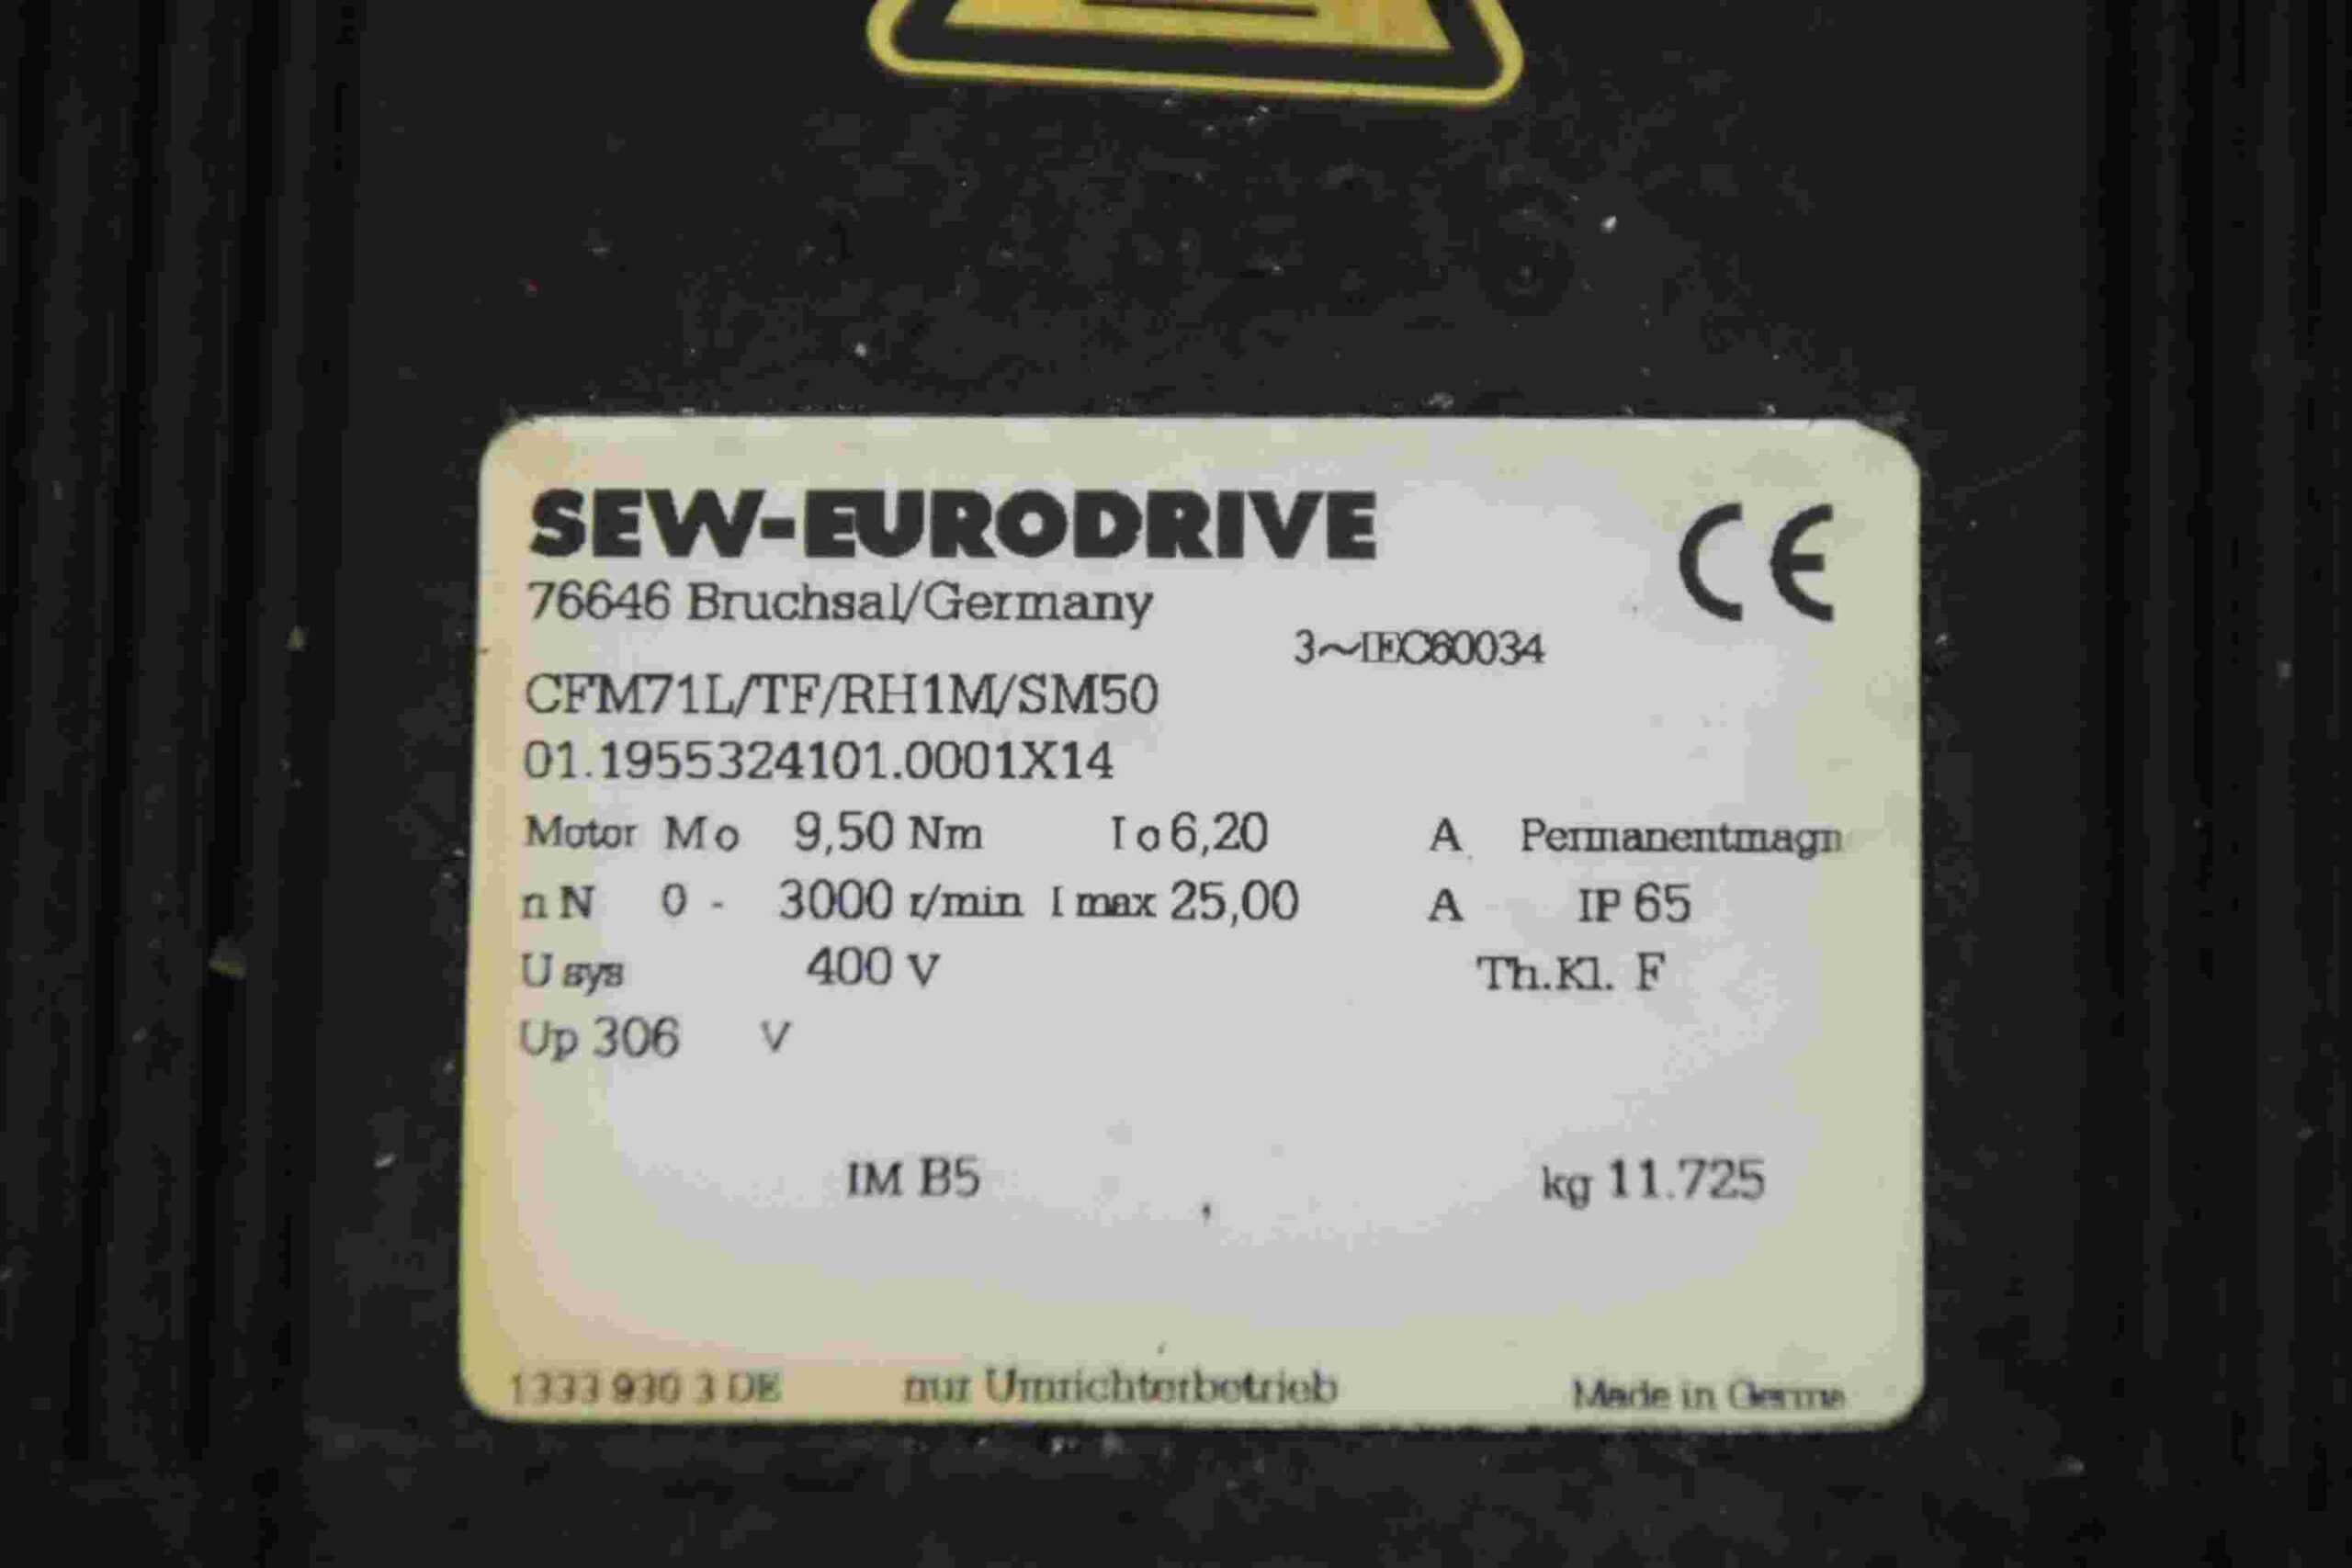 SEW-EURODRIVE
CE
76646 Bruchsal/Germany
3~IEC60034
CFM71L/TF/RH1M/SM50
01.1955324101.0001X14
Motor Mo 9,50 Nm Io 6,20 A Permanentmagn
nN 0 - 3000 r/min I max 25,00 A IP 65
U sys 400 V Th.Kl. F
Up 306 V
IM B5 kg 11.725
1333 930 3 DE nur Umrichterbetrieb Made in Germa